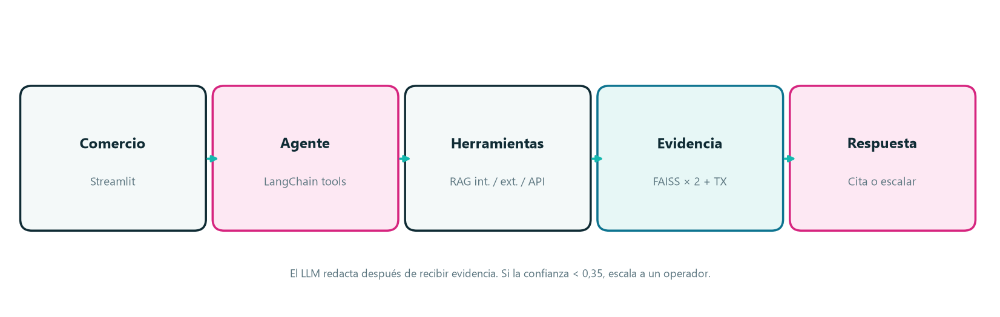 Comercio
Streamlit
Agente
LangChain tools
Herramientas
RAG int. / ext. / API
Evidencia
FAISS × 2 + TX
Respuesta
Cita o escalar
El LLM redacta después de recibir evidencia. Si la confianza < 0,35, escala a un operador.